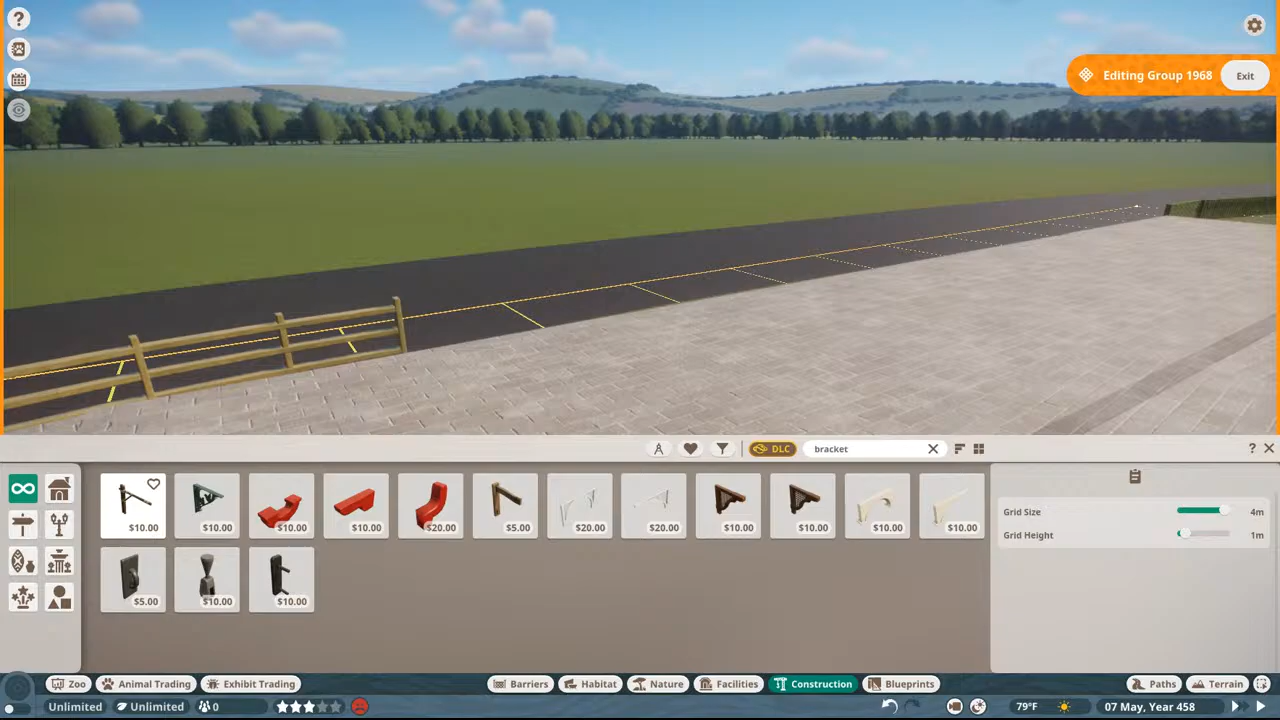 ?
Editing Group 1968 Exit
DLC bracket ?
$10.00 $10.00 $10.00 $10.00 $20.00 $5.00 $20.00 $20.00 $10.00 $10.00 $10.00 $10.00
Grid Size 4m
Grid Height 1m
$5.00 $10.00 $10.00
Zoo Animal Trading Exhibit Trading Barriers Habitat Nature Facilities Construction Blueprints Paths Terrain
Unlimited Unlimited 0 79°F 07 May, Year 458